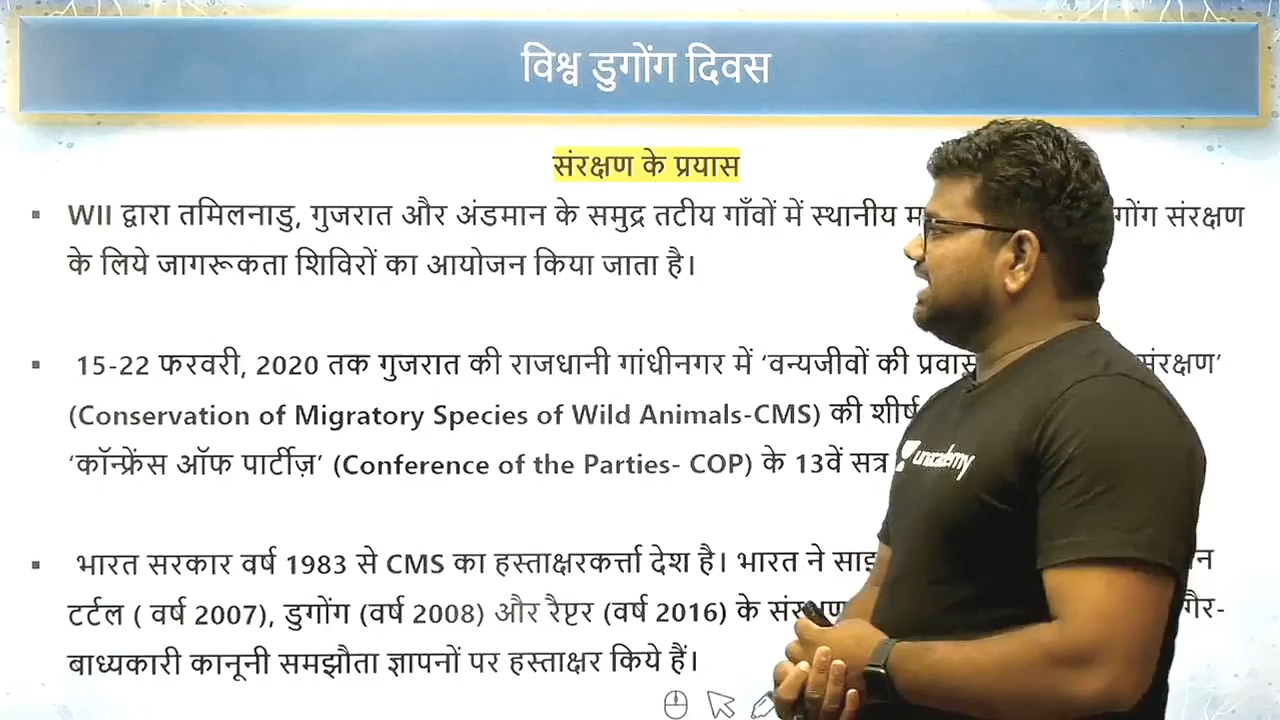 विश्व डुगोंग दिवस
संरक्षण के प्रयास
▪ WII द्वारा तमिलनाडु, गुजरात और अंडमान के समुद्र तटीय गाँवों में स्थानीय संरक्षण
के लिये जागरूकता शिविरों का आयोजन किया जाता है।
▪ 15-22 फरवरी, 2020 तक गुजरात की राजधानी गांधीनगर में ‘वन्यजीवों की
(Conservation of Migratory Species of Wild Animals-CMS) की
‘कॉन्फ्रेंस ऑफ पार्टीज़’ (Conference of the Parties- COP) के 13वें सत्र
unacademy
▪ भारत सरकार वर्ष 1983 से CMS का हस्ताक्षरकर्त्ता देश है। भारत ने
टर्टल ( वर्ष 2007), डुगोंग (वर्ष 2008) और रैप्टर (वर्ष 2016) के गैर-
बाध्यकारी कानूनी समझौता ज्ञापनों पर हस्ताक्षर किये हैं।